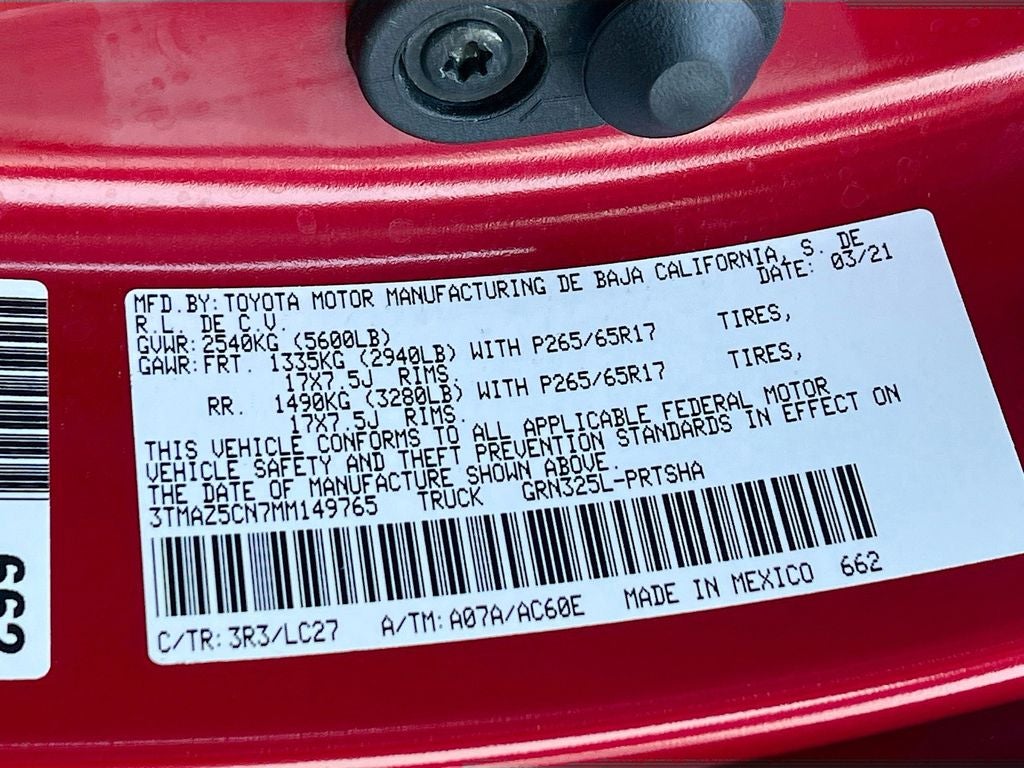 MFD.BY:TOYOTA MOTOR MANUFACTURING DE BAJA CALIFORNIA, S. DE
R.L. DE C.V. DATE: 03/21
GVWR:2540KG (5600LB)
GAWR:FRT. 1335KG (2940LB) WITH P265/65R17 TIRES,
17X7.5J RIMS.
RR. 1490KG (3280LB) WITH P265/65R17 TIRES,
17X7.5J RIMS.
THIS VEHICLE CONFORMS TO ALL APPLICABLE FEDERAL MOTOR
VEHICLE SAFETY AND THEFT PREVENTION STANDARDS IN EFFECT ON
THE DATE OF MANUFACTURE SHOWN ABOVE.
3TMAZ5CN7MM149765 TRUCK GRN325L-PRTSHA
C/TR:3R3/LC27 A/TM:A07A/AC60E MADE IN MEXICO 662
662